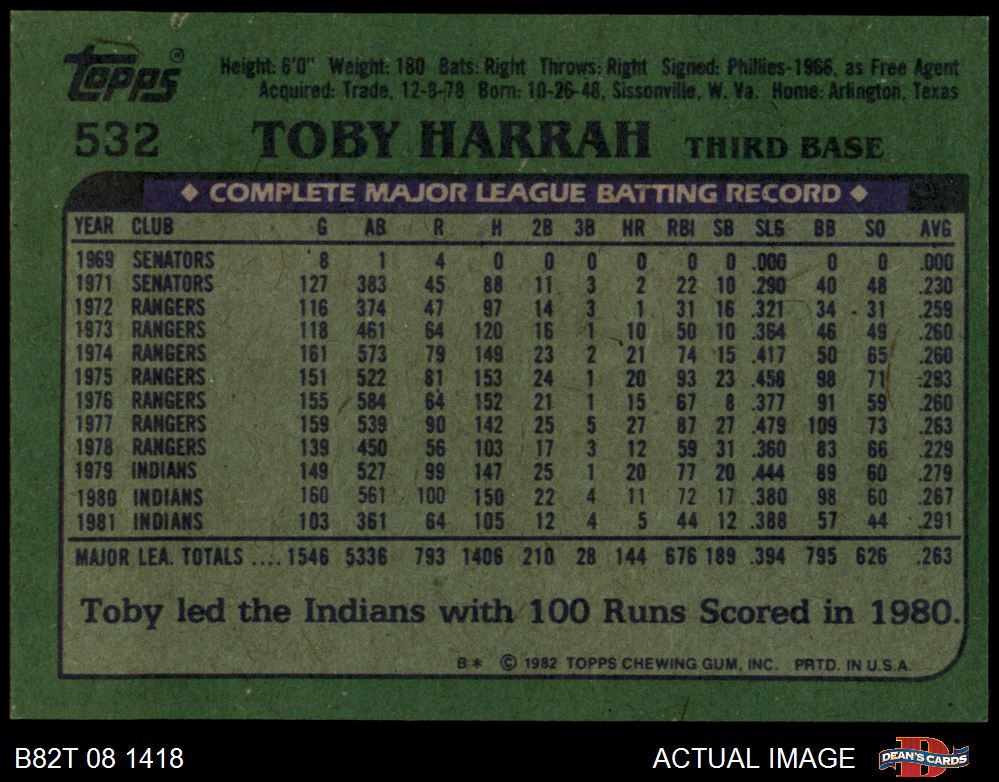 Topps ®
Height: 6'0" Weight: 180 Bats: Right Throws: Right Signed: Phillies-1966, as Free Agent
Acquired: Trade, 12-8-78 Born: 10-26-48, Sissonville, W. Va. Home: Arlington, Texas
532 TOBY HARRAH THIRD BASE
◆ COMPLETE MAJOR LEAGUE BATTING RECORD ◆
YEAR CLUB G AB R H 2B 3B HR RBI SB SLG BB SO AVG
1969 SENATORS 8 1 4 0 0 0 0 0 0 .000 0 0 .000
1971 SENATORS 127 383 45 88 11 3 2 22 10 .290 40 48 .230
1972 RANGERS 116 374 47 97 14 3 1 31 16 .321 34 31 .259
1973 RANGERS 118 461 64 120 16 1 10 50 10 .364 46 49 .260
1974 RANGERS 161 573 79 149 23 2 21 74 15 .417 50 65 .260
1975 RANGERS 151 522 81 153 24 1 20 93 23 .458 98 71 .293
1976 RANGERS 155 584 64 152 21 1 15 67 8 .377 91 59 .260
1977 RANGERS 159 539 90 142 25 5 27 87 27 .479 109 73 .263
1978 RANGERS 139 450 56 103 17 3 12 59 31 .360 83 66 .229
1979 INDIANS 149 527 99 147 25 1 20 77 20 .444 89 60 .279
1980 INDIANS 160 561 100 150 22 4 11 72 17 .380 98 60 .267
1981 INDIANS 103 361 64 105 12 4 5 44 12 .388 57 44 .291
MAJOR LEA. TOTALS .... 1546 5336 793 1406 210 28 144 676 189 .394 795 626 .263
Toby led the Indians with 100 Runs Scored in 1980.
B* © 1982 TOPPS CHEWING GUM, INC. PRTD. IN U.S.A.
B82T 08 1418 ACTUAL IMAGE DEAN'S CARDS